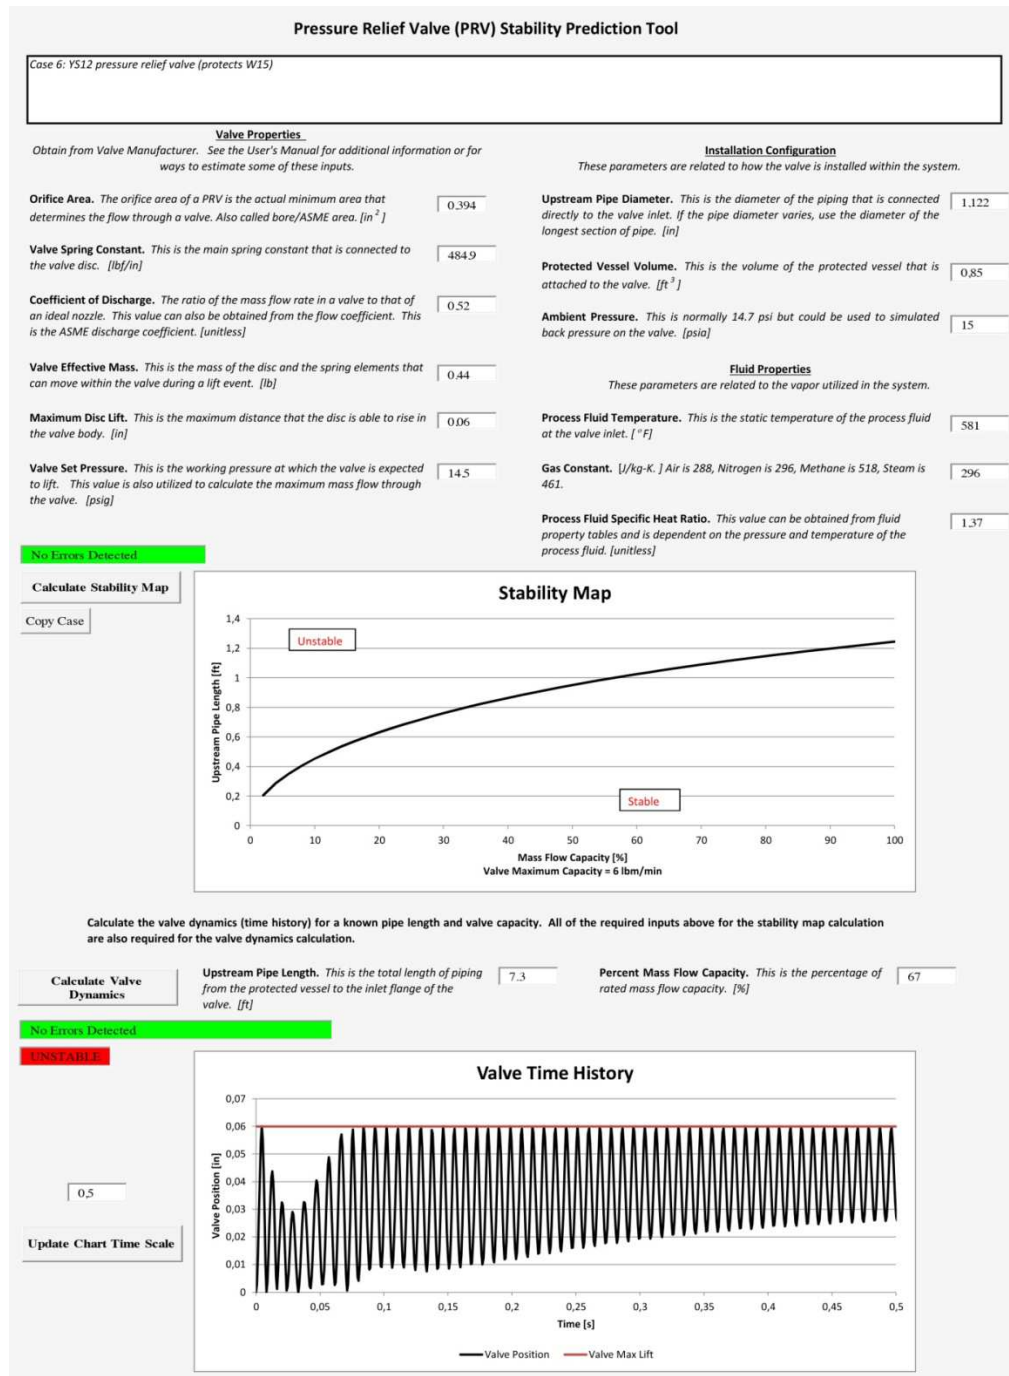 Pressure Relief Valve (PRV) Stability Prediction Tool
Case 6: YS12 pressure relief valve (protects W15)
Valve Properties
Obtain from Valve Manufacturer. See the User's Manual for additional information or for
ways to estimate some of these inputs.
Orifice Area. The orifice area of a PRV is the actual minimum area that
determines the flow through a valve. Also called bore/ASME area. [in 2 ]
0,394
Valve Spring Constant. This is the main spring constant that is connected to
the valve disc. [lbf/in]
484,9
Coefficient of Discharge. The ratio of the mass flow rate in a valve to that of
an ideal nozzle. This value can also be obtained from the flow coefficient. This
is the ASME discharge coefficient. [unitless]
0,52
Valve Effective Mass. This is the mass of the disc and the spring elements that
can move within the valve during a lift event. [lb]
0,44
Maximum Disc Lift. This is the maximum distance that the disc is able to rise in
the valve body. [in]
0,06
Valve Set Pressure. This is the working pressure at which the valve is expected
to lift. This value is also utilized to calculate the maximum mass flow through
the valve. [psig]
14,5
Installation Configuration
These parameters are related to how the valve is installed within the system.
Upstream Pipe Diameter. This is the diameter of the piping that is connected
directly to the valve inlet. If the pipe diameter varies, use the diameter of the
longest section of pipe. [in]
1,122
Protected Vessel Volume. This is the volume of the protected vessel that is
attached to the valve. [ft 3 ]
0,85
Ambient Pressure. This is normally 14.7 psi but could be used to simulated
back pressure on the valve. [psia]
15
Fluid Properties
These parameters are related to the vapor utilized in the system.
Process Fluid Temperature. This is the static temperature of the process fluid
at the valve inlet. [ °F]
581
Gas Constant. [J/kg-K. ] Air is 288, Nitrogen is 296, Methane is 518, Steam is
461.
296
Process Fluid Specific Heat Ratio. This value can be obtained from fluid
property tables and is dependent on the pressure and temperature of the
process fluid. [unitless]
1,37
No Errors Detected
Calculate Stability Map
Copy Case
Stability Map
Upstream Pipe Length [ft]
1,4
1,2
1
0,8
0,6
0,4
0,2
0
Unstable
Stable
0 10 20 30 40 50 60 70 80 90 100
Mass Flow Capacity [%]
Valve Maximum Capacity = 6 lbm/min
Calculate the valve dynamics (time history) for a known pipe length and valve capacity. All of the required inputs above for the stability map calculation
are also required for the valve dynamics calculation.
Calculate Valve
Dynamics
Upstream Pipe Length. This is the total length of piping
from the protected vessel to the inlet flange of the
valve. [ft]
7,3
Percent Mass Flow Capacity. This is the percentage of
rated mass flow capacity. [%]
67
No Errors Detected
UNSTABLE
Valve Time History
Valve Position [in]
0,07
0,06
0,05
0,04
0,03
0,02
0,01
0
0 0,05 0,1 0,15 0,2 0,25 0,3 0,35 0,4 0,45 0,5
Time [s]
Valve Position Valve Max Lift
0,5
Update Chart Time Scale